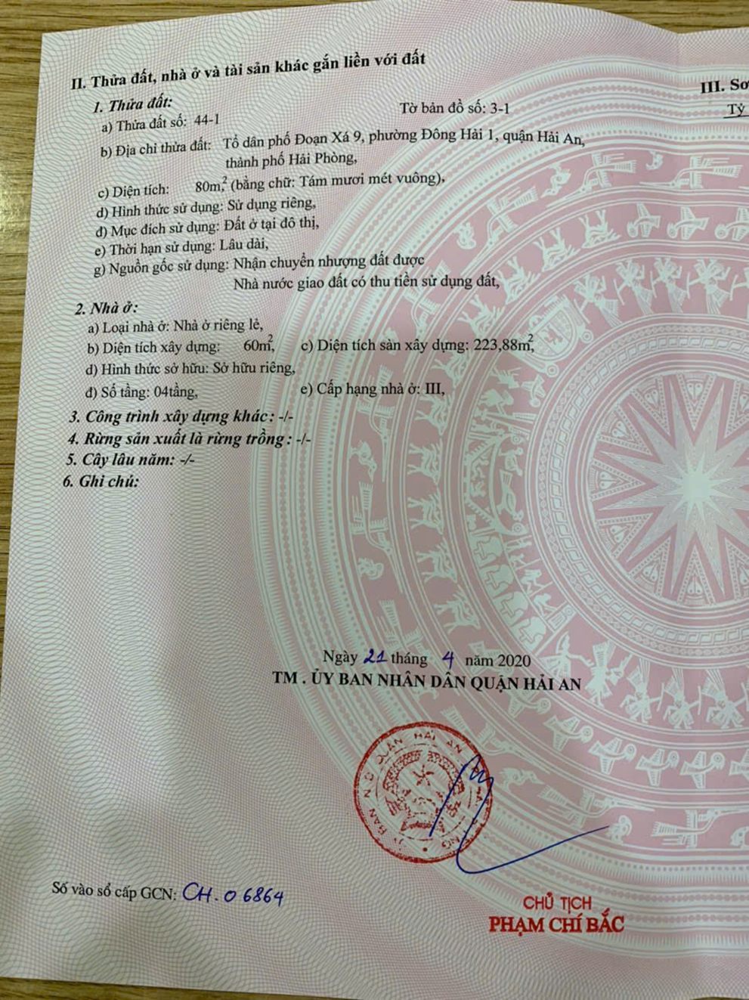 II. Thửa đất, nhà ở và tài sản khác gắn liền với đất
1. Thửa đất:
a) Thửa đất số: 44-1 Tờ bản đồ số: 3-1
b) Địa chỉ thửa đất: Tổ dân phố Đoạn Xá 9, phường Đông Hải 1, quận Hải An,
thành phố Hải Phòng,
c) Diện tích: 80m², (bằng chữ: Tám mươi mét vuông),
d) Hình thức sử dụng: Sử dụng riêng,
đ) Mục đích sử dụng: Đất ở tại đô thị,
e) Thời hạn sử dụng: Lâu dài,
g) Nguồn gốc sử dụng: Nhận chuyển nhượng đất được
Nhà nước giao đất có thu tiền sử dụng đất,
2. Nhà ở:
a) Loại nhà ở: Nhà ở riêng lẻ,
b) Diện tích xây dựng: 60m², c) Diện tích sàn xây dựng: 223,88m²,
d) Hình thức sở hữu: Sở hữu riêng,
đ) Số tầng: 04tầng, e) Cấp hạng nhà ở: III,
3. Công trình xây dựng khác: -/-
4. Rừng sản xuất là rừng trồng: -/-
5. Cây lâu năm: -/-
6. Ghi chú:
III. Sơ
Tỷ
Ngày 21 tháng 4 năm 2020
TM . ỦY BAN NHÂN DÂN QUẬN HẢI AN
QUẬN HẢI AN
CHỦ TỊCH
PHẠM CHÍ BẮC
Số vào sổ cấp GCN: CH.06864